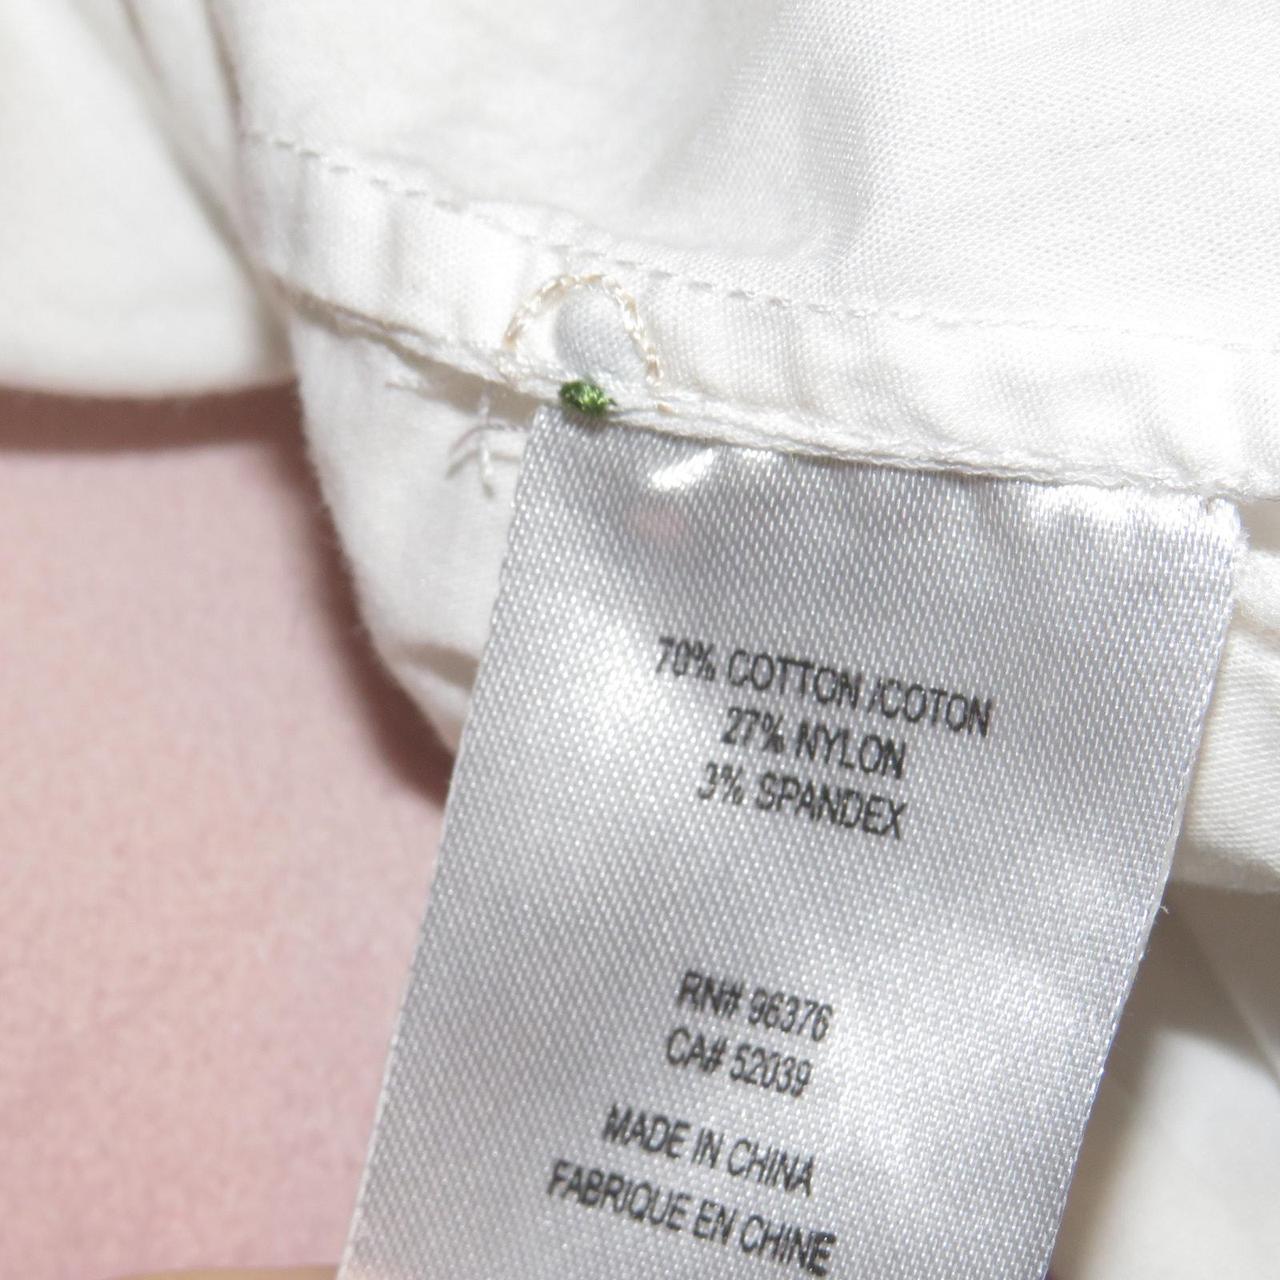 70% COTTON /COTON
27% NYLON
3% SPANDEX
RN# 96376
CA# 52039
MADE IN CHINA
FABRIQUE EN CHINE